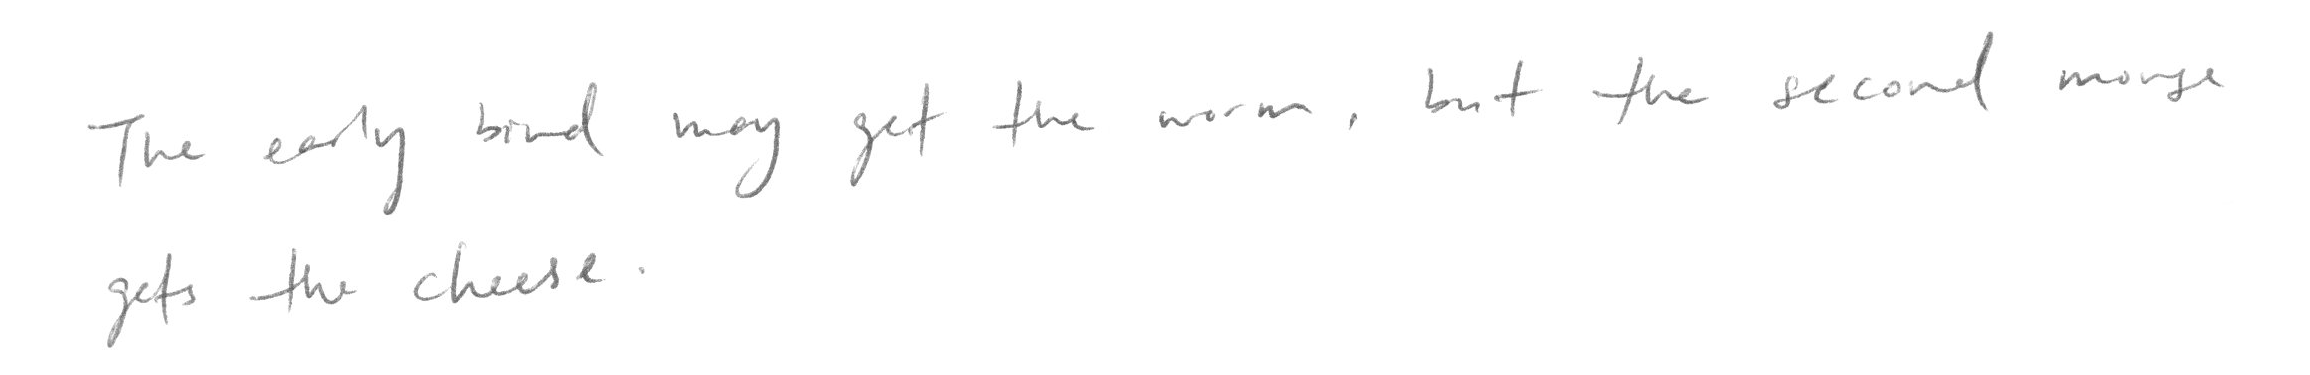 The early bird may get the worm, but the second mouse
gets the cheese.